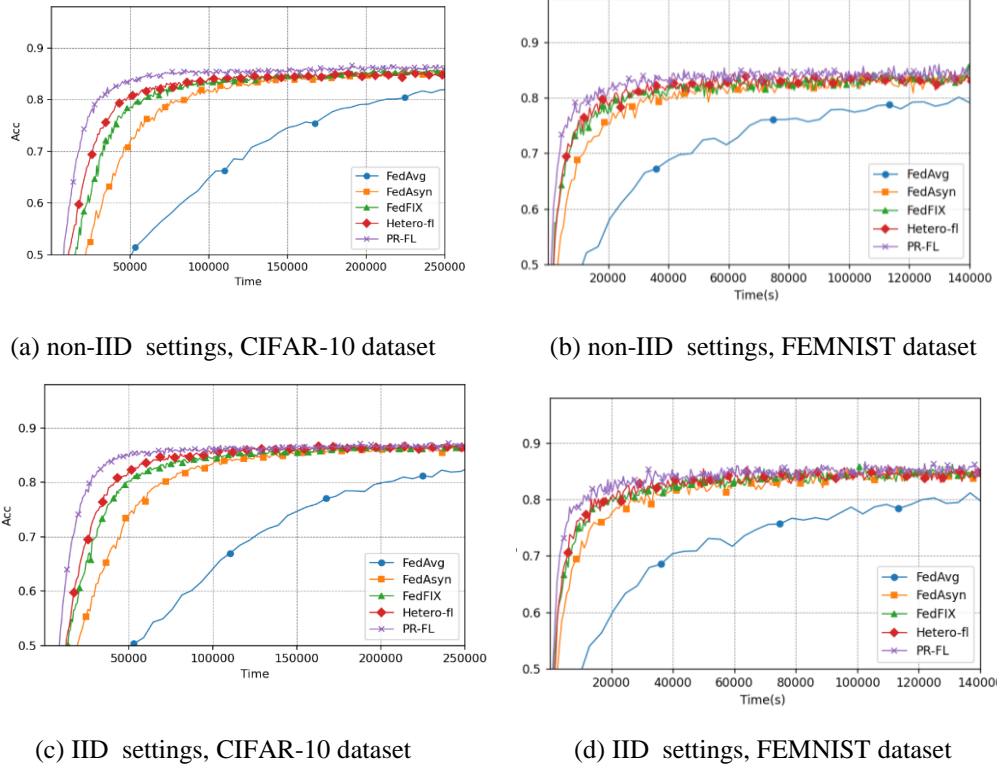 0.9
0.8
0.7
0.6
0.5
Acc
50000 100000 150000 200000 250000
Time
FedAvg
FedAsyn
FedFIX
Hetero-fl
PR-FL
0.9
0.8
0.7
0.6
0.5
20000 40000 60000 80000 100000 120000 140000
Time(s)
FedAvg
FedAsyn
FedFIX
Hetero-fl
PR-FL
(a) non-IID settings, CIFAR-10 dataset
(b) non-IID settings, FEMNIST dataset
0.9
0.8
0.7
0.6
0.5
Acc
50000 100000 150000 200000 250000
Time
FedAvg
FedAsyn
FedFIX
Hetero-fl
PR-FL
0.9
0.8
0.7
0.6
0.5
20000 40000 60000 80000 100000 120000
Time(s)
FedAvg
FedAsyn
FedFIX
Hetero-fl
PR-FL
(c) IID settings, CIFAR-10 dataset
(d) IID settings, FEMNIST dataset